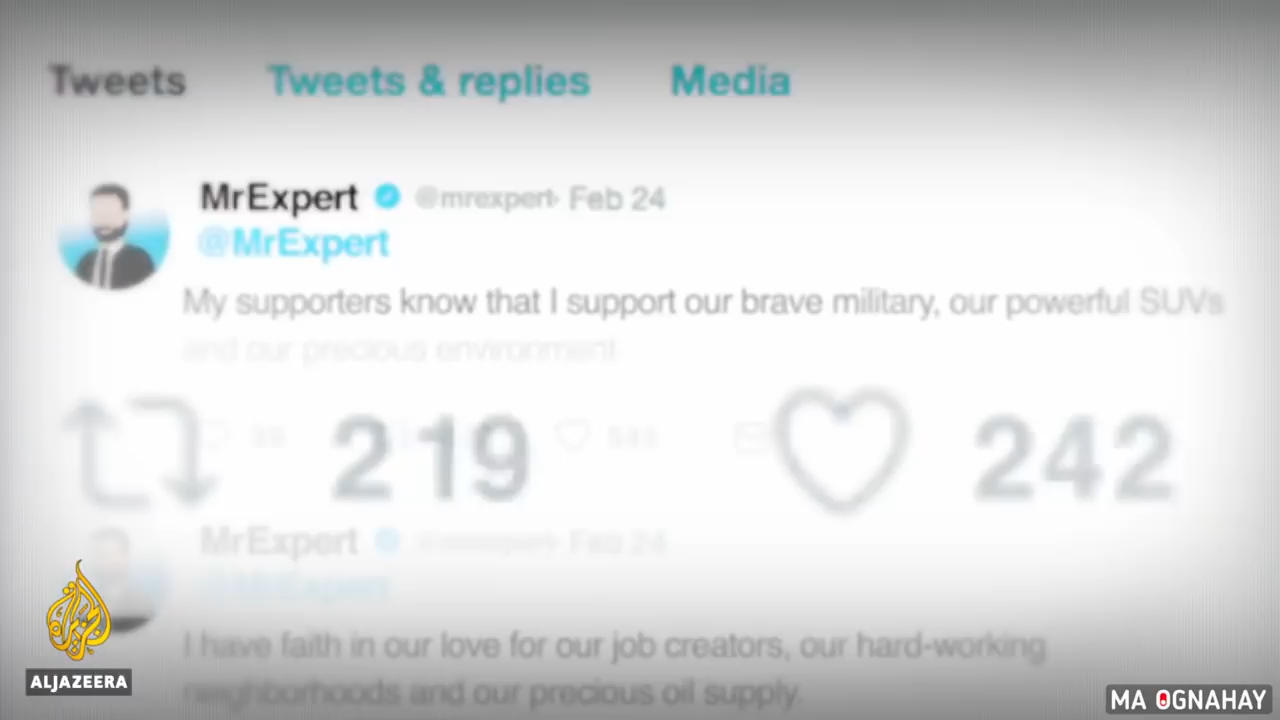 Tweets Tweets & replies Media
MrExpert @mrexpert Feb 24
@MrExpert
My supporters know that I support our brave military, our powerful SUVs
and our precious environment
219 242
MrExpert Feb 24
@MrExpert
I have faith in our love for our job creators, our hard-working
neighborhoods and our precious oil supply.
ALJAZEERA
MA OGNAHAY